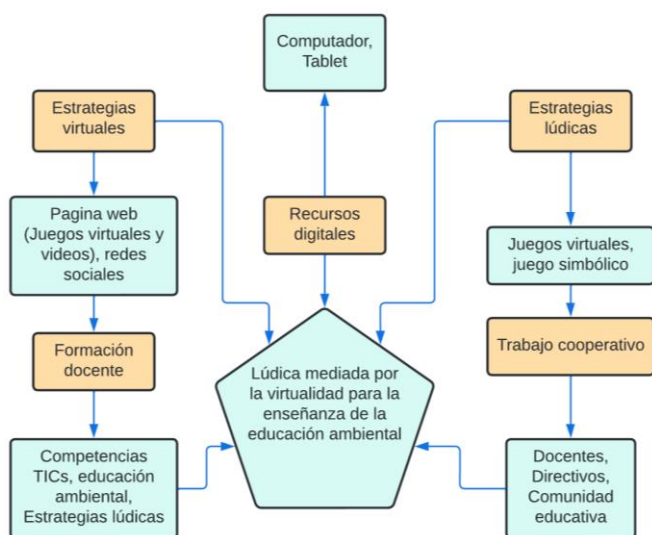 Computador,
Tablet
Estrategias
virtuales
Estrategias
lúdicas
Pagina web
(Juegos virtuales y
videos), redes
sociales
Recursos
digitales
Juegos virtuales,
juego simbólico
Formación
docente
Trabajo cooperativo
Lúdica mediada por
la virtualidad para la
enseñanza de la
educación ambiental
Competencias
TICs, educación
ambiental,
Estrategias lúdicas
Docentes,
Directivos,
Comunidad
educativa